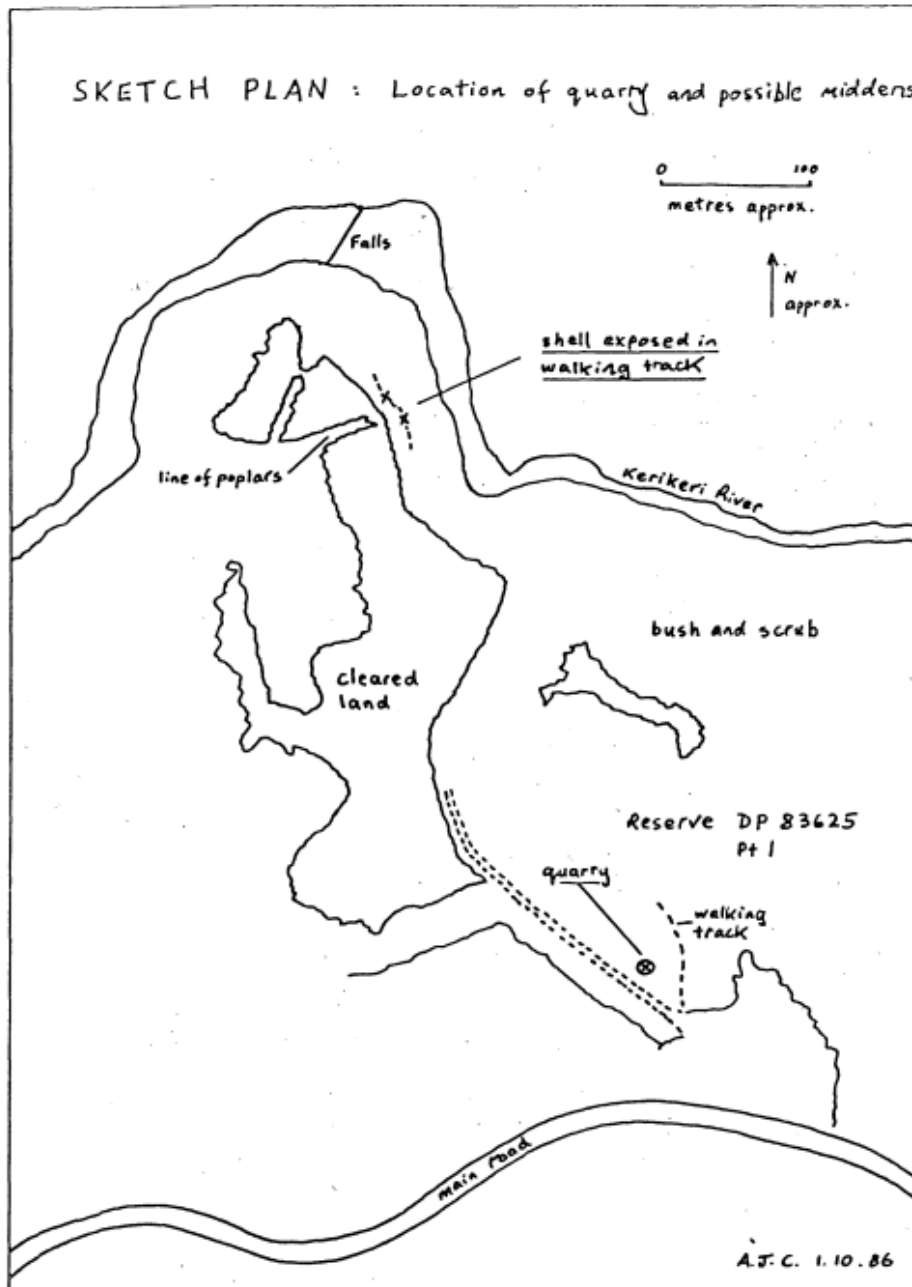 SKETCH PLAN : Location of quarry and possible middens
0 100
metres approx.
N
approx.
Falls
shell exposed in
walking track
line of poplars
Kerikeri River
bush and scrub
cleared
land
Reserve DP 83625
Pt 1
quarry
walking
track
main road
A.J.C. 1.10.86